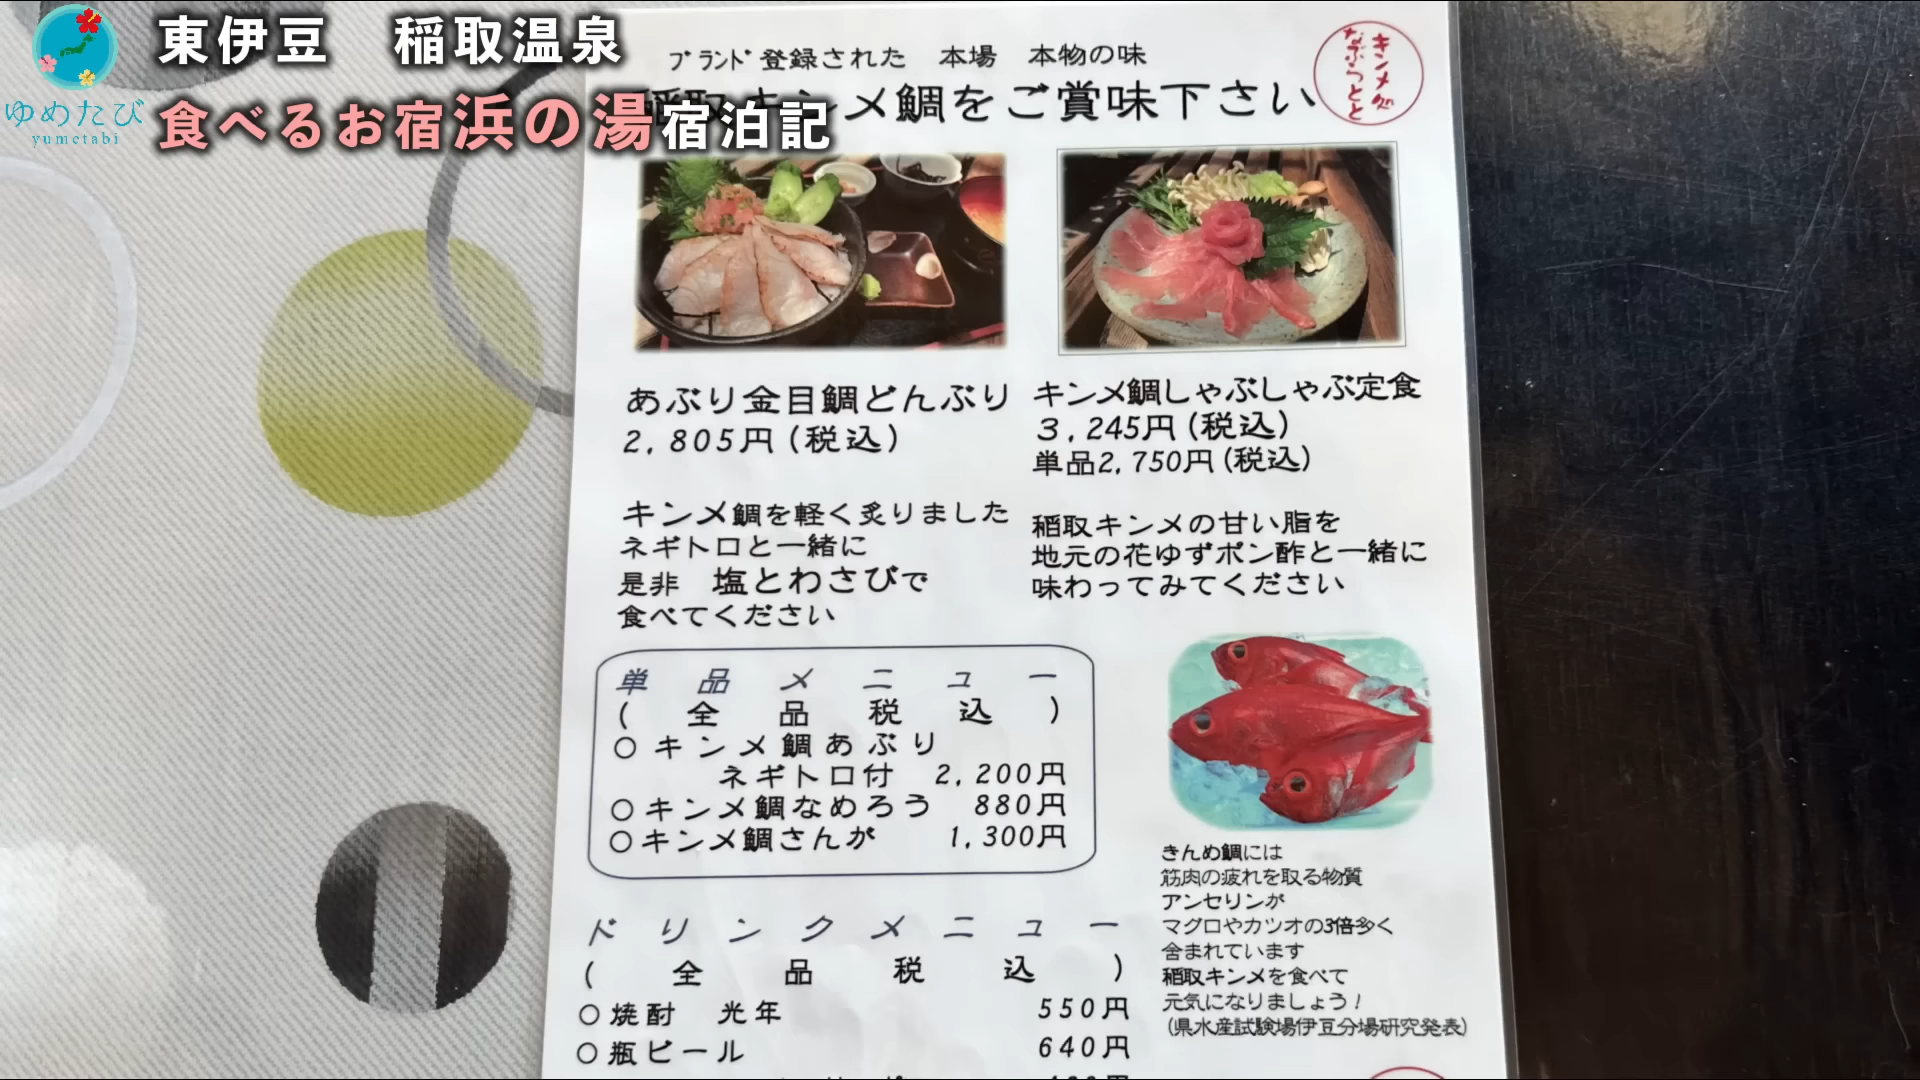 東伊豆　稲取温泉
食べるお宿浜の湯宿泊記
ゆめたび
yumetabi
ブランド登録された　本場　本物の味
稲取キンメ鯛をご賞味下さい
キンメ処
なぶらとと
あぶり金目鯛どんぶり
2,805円(税込)
キンメ鯛を軽く炙りました
ネギトロと一緒に
是非　塩とわさびで
食べてください
キンメ鯛しゃぶしゃぶ定食
3,245円(税込)
単品2,750円(税込)
稲取キンメの甘い脂を
地元の花ゆずポン酢と一緒に
味わってみてください
単品メニュー
(全品税込)
○キンメ鯛あぶり
ネギトロ付　2,200円
○キンメ鯛なめろう　880円
○キンメ鯛さんが　1,300円
きんめ鯛には
筋肉の疲れを取る物質
アンセリンが
マグロやカツオの3倍多く
含まれています
稲取キンメを食べて
元気になりましょう！
(県水産試験場伊豆分場研究発表)
ドリンクメニュー
(全品税込)
○焼酎　光年　550円
○瓶ビール　640円